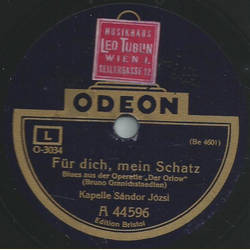 MUSIKHAUS
LEO TUBLIN
WIEN I.
SEILERGASSE 12
ODEON
L
O-3034
(Be 4601)
Für dich, mein Schatz
Blues aus der Operette „Der Orlow"
(Bruno Granichstaedten)
Kapelle Sándor Józsi
A 44596
Edition Bristol